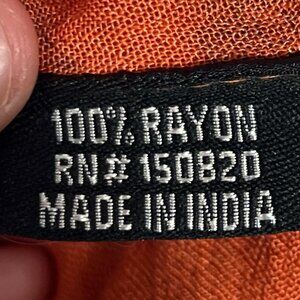 100% RAYON
RN# 150820
MADE IN INDIA